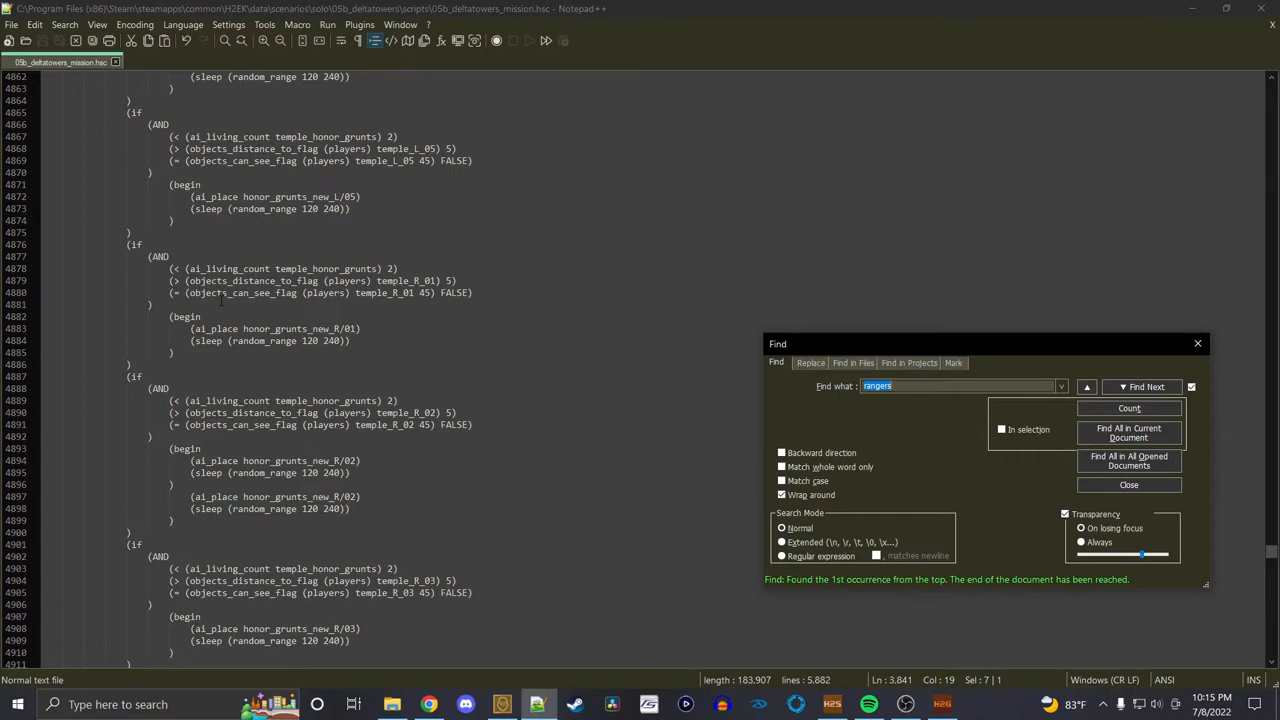 C:\Program Files (x86)\Steam\steamapps\common\H2EK\data\scenarios\solo\05b_deltatowers\scripts\05b_deltatowers_mission.hsc - Notepad++
File Edit Search View Encoding Language Settings Tools Macro Run Plugins Window ?
05b_deltatowers_mission.hsc
4862 (sleep (random_range 120 240))
4863 )
4864 )
4865 (if
4866 (AND
4867 (< (ai_living_count temple_honor_grunts) 2)
4868 (> (objects_distance_to_flag (players) temple_L_05) 5)
4869 (= (objects_can_see_flag (players) temple_L_05 45) FALSE)
4870 )
4871 (begin
4872 (ai_place honor_grunts_new_L/05)
4873 (sleep (random_range 120 240))
4874 )
4875 )
4876 (if
4877 (AND
4878 (< (ai_living_count temple_honor_grunts) 2)
4879 (> (objects_distance_to_flag (players) temple_R_01) 5)
4880 (= (objects_can_see_flag (players) temple_R_01 45) FALSE)
4881 )
4882 (begin
4883 (ai_place honor_grunts_new_R/01)
4884 (sleep (random_range 120 240))
4885 )
4886 )
4887 (if
4888 (AND
4889 (< (ai_living_count temple_honor_grunts) 2)
4890 (> (objects_distance_to_flag (players) temple_R_02) 5)
4891 (= (objects_can_see_flag (players) temple_R_02 45) FALSE)
4892 )
4893 (begin
4894 (ai_place honor_grunts_new_R/02)
4895 (sleep (random_range 120 240))
4896 )
4897 (ai_place honor_grunts_new_R/02)
4898 (sleep (random_range 120 240))
4899 )
4900 )
4901 (if
4902 (AND
4903 (< (ai_living_count temple_honor_grunts) 2)
4904 (> (objects_distance_to_flag (players) temple_R_03) 5)
4905 (= (objects_can_see_flag (players) temple_R_03 45) FALSE)
4906 )
4907 (begin
4908 (ai_place honor_grunts_new_R/03)
4909 (sleep (random_range 120 240))
4910 )
4911 )
Find
Find Replace Find in Files Find in Projects Mark
Find what : rangers
▲ ▼ Find Next
Count
In selection
Find All in Current Document
Find All in All Opened Documents
Close
Backward direction
Match whole word only
Match case
Wrap around
Search Mode
Normal
Extended (\n, \r, \t, \0, \x...)
Regular expression . matches newline
Transparency
On losing focus
Always
Find: Found the 1st occurrence from the top. The end of the document has been reached.
Normal text file length : 183,907 lines : 5,882 Ln : 3,841 Col : 19 Sel : 7 | 1 Windows (CR LF) ANSI INS
Type here to search
H2S
H2G
83°F
10:15 PM
7/8/2022